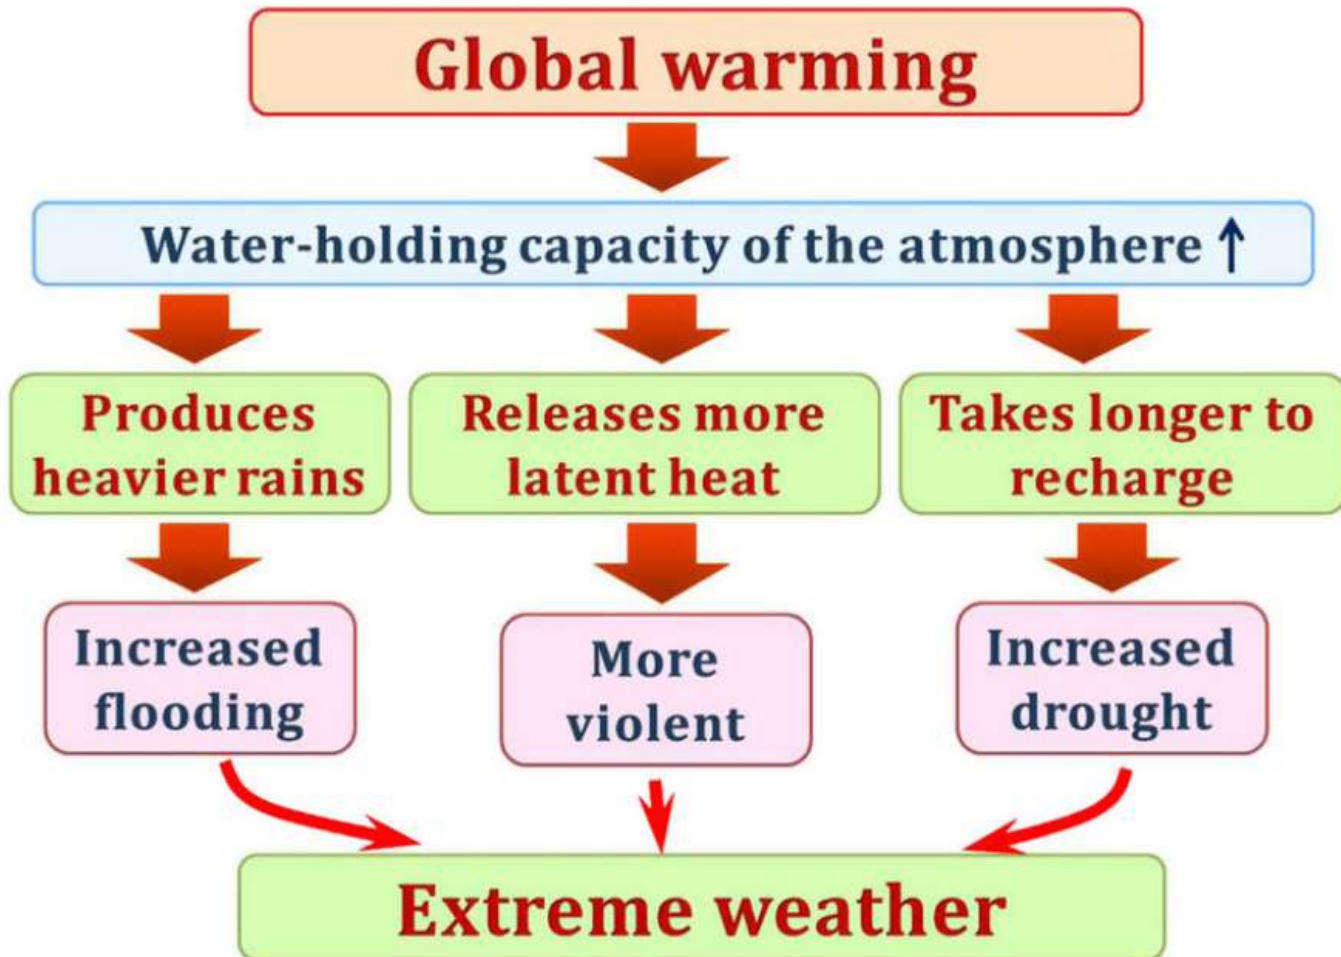 Global warming
Water-holding capacity of the atmosphere ↑
Produces
heavier rains
Releases more
latent heat
Takes longer to
recharge
Increased
flooding
More
violent
Increased
drought
Extreme weather